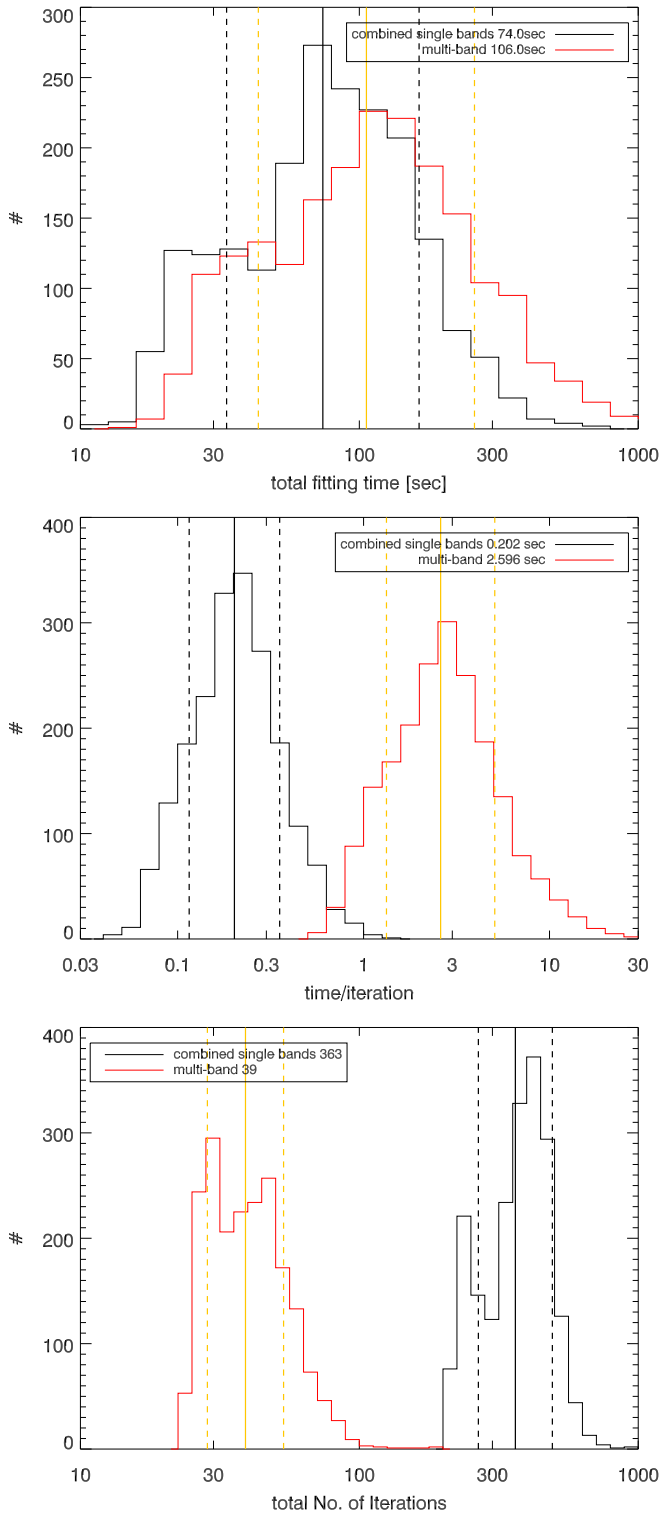 300
combined single bands 74.0sec
multi-band 106.0sec
250
200
#
150
100
50
0
10 30 100 300 1000
total fitting time [sec]
400
combined single bands 0.202 sec
multi-band 2.596 sec
300
#
200
100
0
0.03 0.1 0.3 1 3 10 30
time/iteration
400
combined single bands 363
multi-band 39
300
#
200
100
0
10 30 100 300 1000
total No. of Iterations